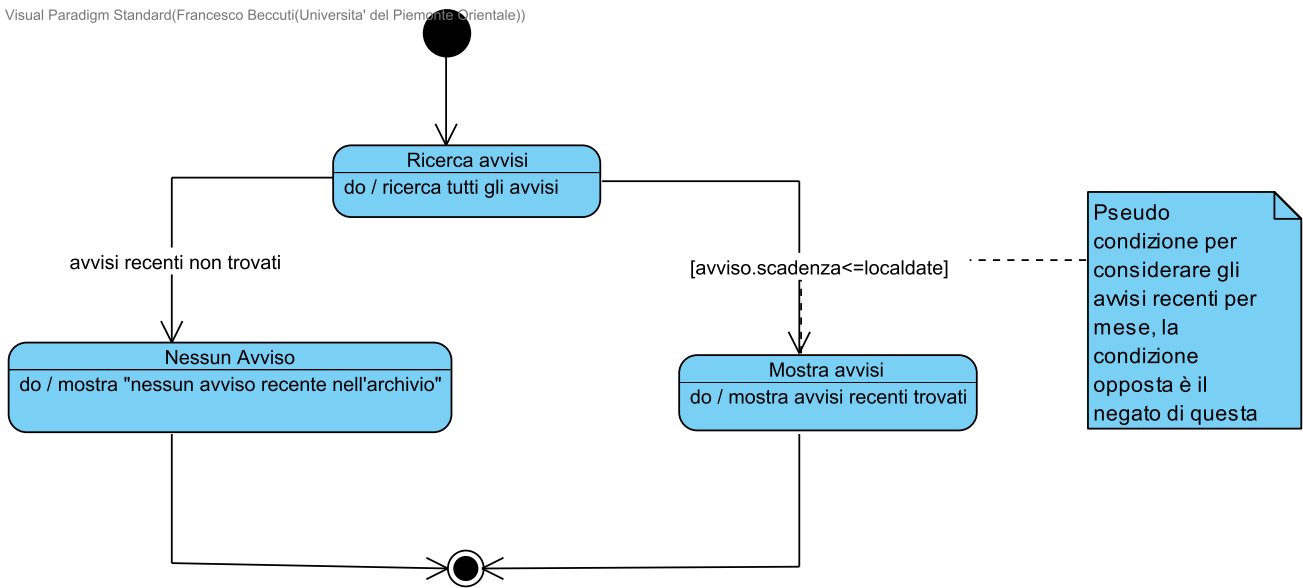 Visual Paradigm Standard(Francesco Beccuti(Universita' del Piemonte Orientale))
Ricerca avvisi
do / ricerca tutti gli avvisi
avvisi recenti non trovati
[avviso.scadenza<=localdate]
Pseudo
condizione per
considerare gli
avvisi recenti per
mese, la
condizione
opposta è il
negato di questa
Nessun Avviso
do / mostra "nessun avviso recente nell'archivio"
Mostra avvisi
do / mostra avvisi recenti trovati